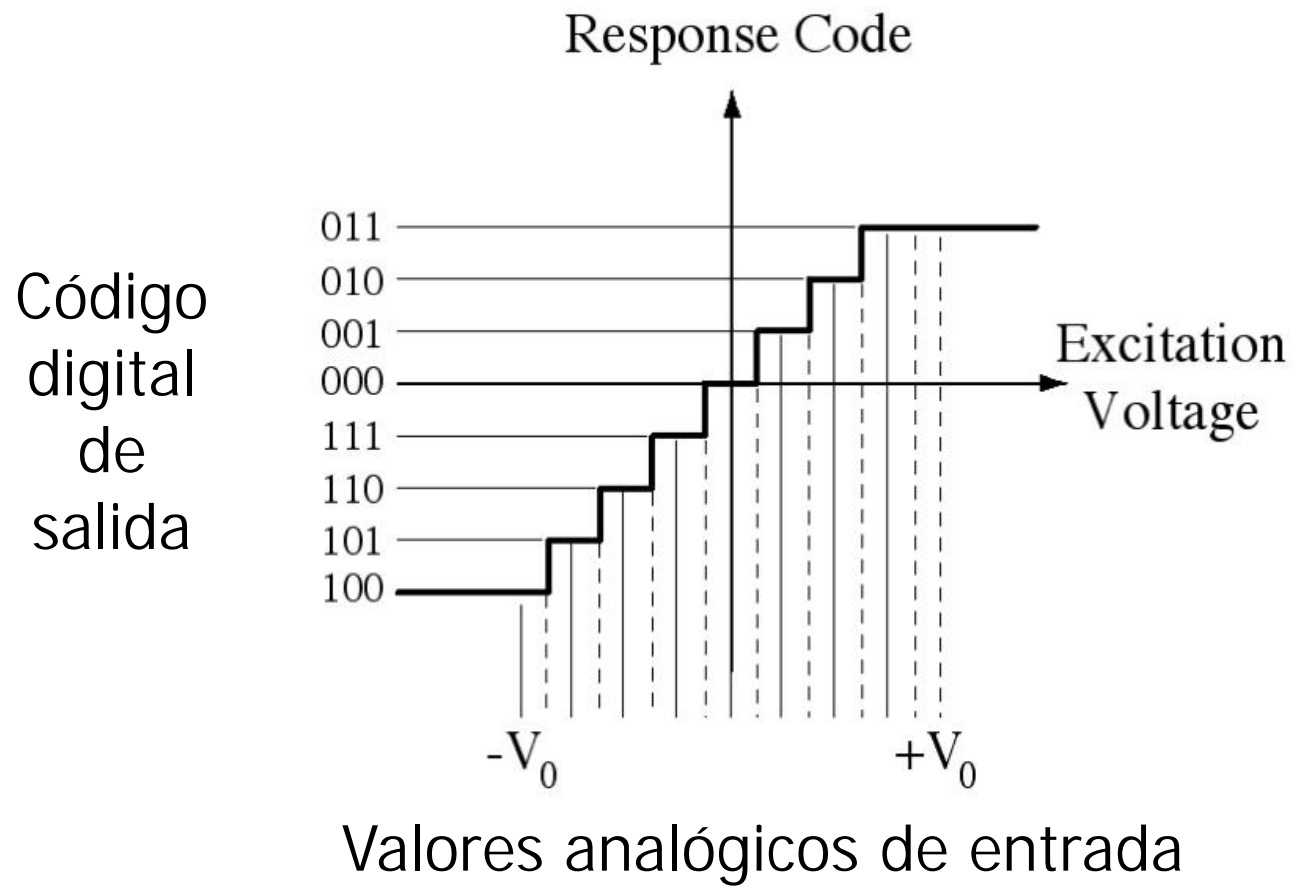 Response Code
Código
digital
de
salida
011
010
001
000
111
110
101
100
Excitation
Voltage
-V₀
+V₀
Valores analógicos de entrada